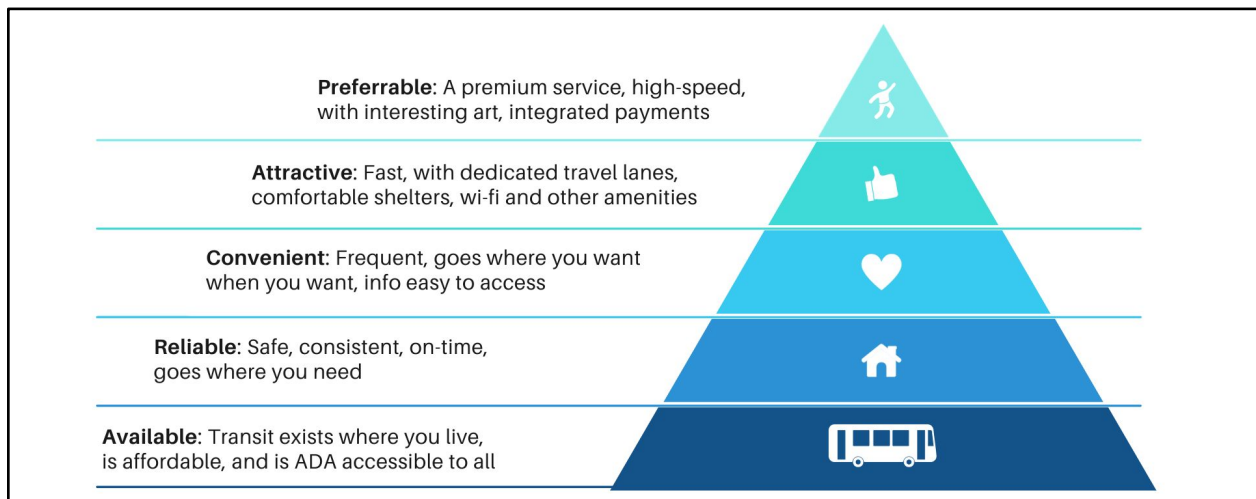 Preferrable: A premium service, high-speed,
with interesting art, integrated payments
Attractive: Fast, with dedicated travel lanes,
comfortable shelters, wi-fi and other amenities
Convenient: Frequent, goes where you want
when you want, info easy to access
Reliable: Safe, consistent, on-time,
goes where you need
Available: Transit exists where you live,
is affordable, and is ADA accessible to all